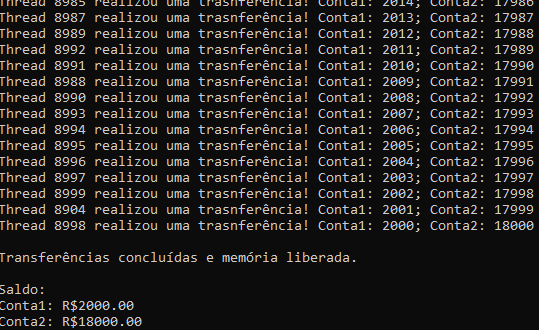 Thread 8985 realizou uma trasnferência! Conta1: 2014; Conta2: 17986
Thread 8987 realizou uma trasnferência! Conta1: 2013; Conta2: 17987
Thread 8989 realizou uma trasnferência! Conta1: 2012; Conta2: 17988
Thread 8992 realizou uma trasnferência! Conta1: 2011; Conta2: 17989
Thread 8991 realizou uma trasnferência! Conta1: 2010; Conta2: 17990
Thread 8988 realizou uma trasnferência! Conta1: 2009; Conta2: 17991
Thread 8990 realizou uma trasnferência! Conta1: 2008; Conta2: 17992
Thread 8993 realizou uma trasnferência! Conta1: 2007; Conta2: 17993
Thread 8994 realizou uma trasnferência! Conta1: 2006; Conta2: 17994
Thread 8995 realizou uma trasnferência! Conta1: 2005; Conta2: 17995
Thread 8996 realizou uma trasnferência! Conta1: 2004; Conta2: 17996
Thread 8997 realizou uma trasnferência! Conta1: 2003; Conta2: 17997
Thread 8999 realizou uma trasnferência! Conta1: 2002; Conta2: 17998
Thread 8904 realizou uma trasnferência! Conta1: 2001; Conta2: 17999
Thread 8998 realizou uma trasnferência! Conta1: 2000; Conta2: 18000
Transferências concluídas e memória liberada.
Saldo:
Conta1: R$2000.00
Conta2: R$18000.00